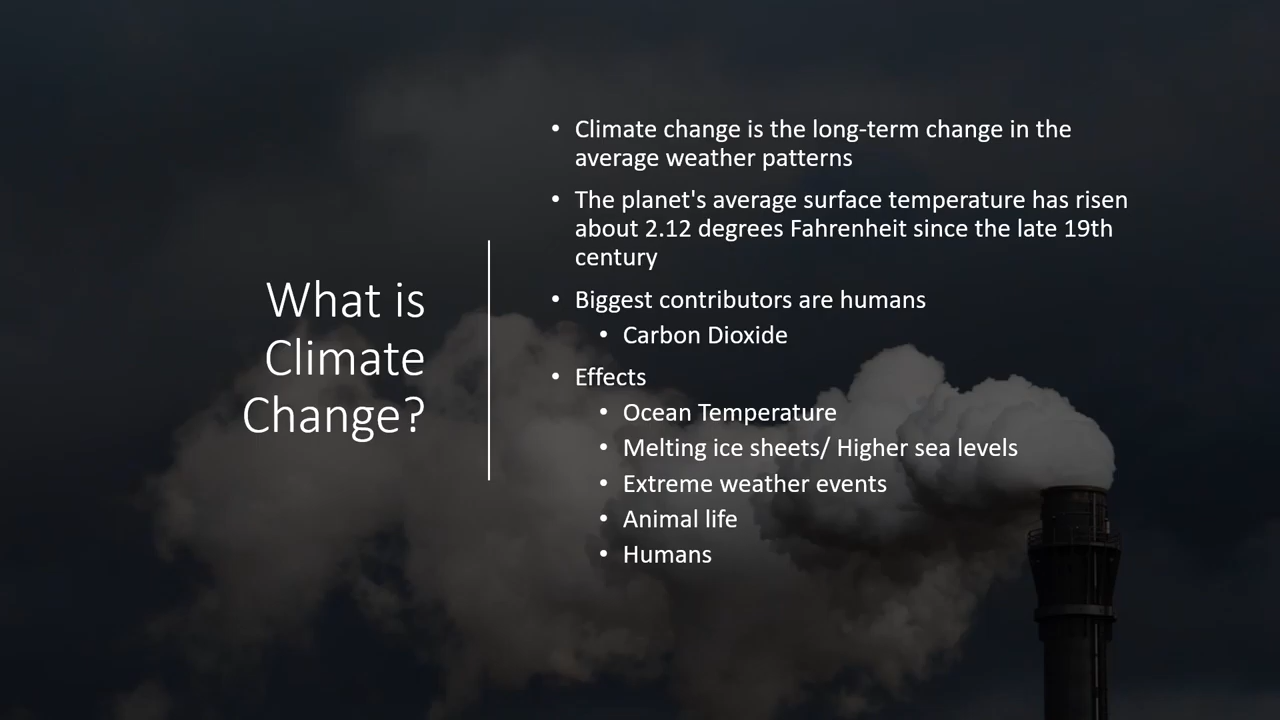 What is
Climate
Change?
• Climate change is the long-term change in the
average weather patterns
• The planet's average surface temperature has risen
about 2.12 degrees Fahrenheit since the late 19th
century
• Biggest contributors are humans
• Carbon Dioxide
• Effects
• Ocean Temperature
• Melting ice sheets/ Higher sea levels
• Extreme weather events
• Animal life
• Humans